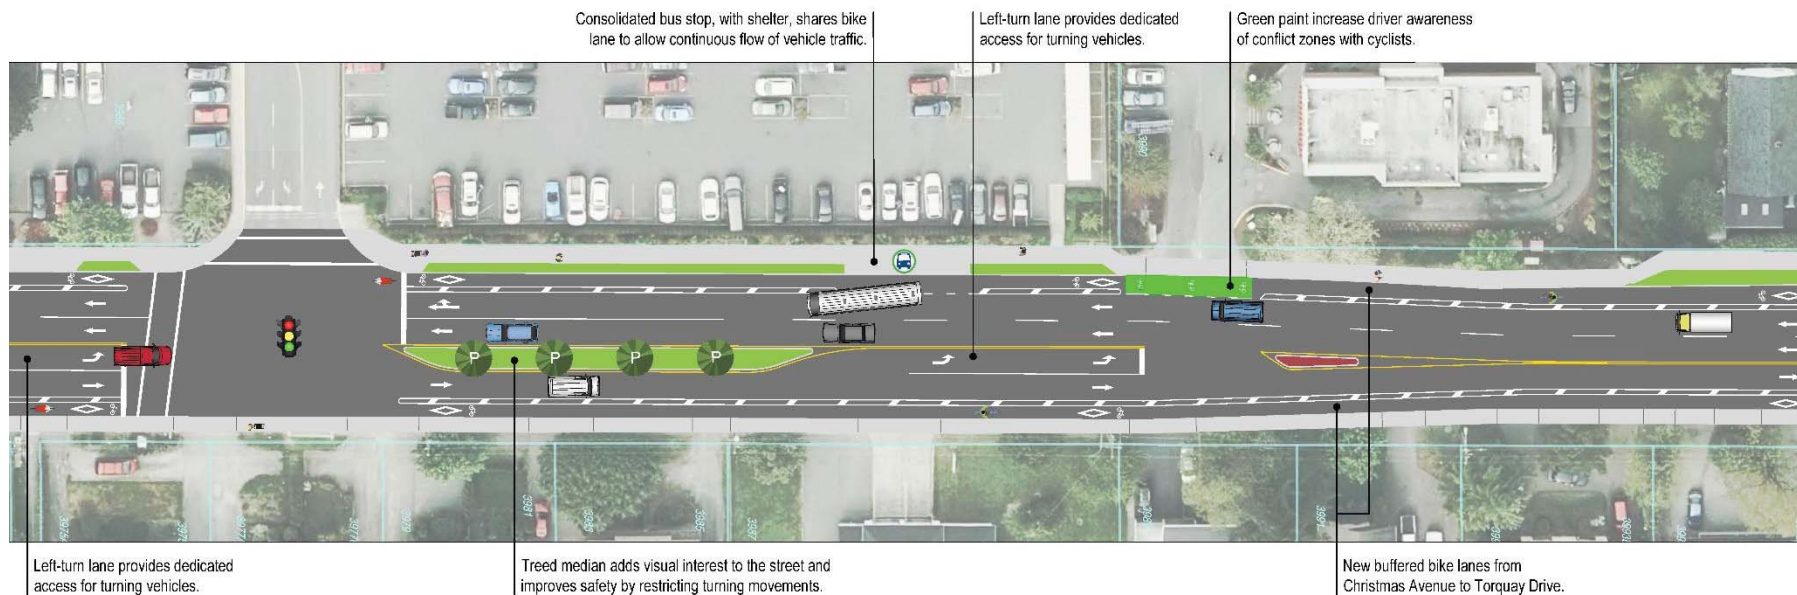 Consolidated bus stop, with shelter, shares bike
lane to allow continuous flow of vehicle traffic.
Left-turn lane provides dedicated
access for turning vehicles.
Green paint increase driver awareness
of conflict zones with cyclists.
P
P
P
P
3981
3985
3991
Left-turn lane provides dedicated
access for turning vehicles.
Treed median adds visual interest to the street and
improves safety by restricting turning movements.
New buffered bike lanes from
Christmas Avenue to Torquay Drive.